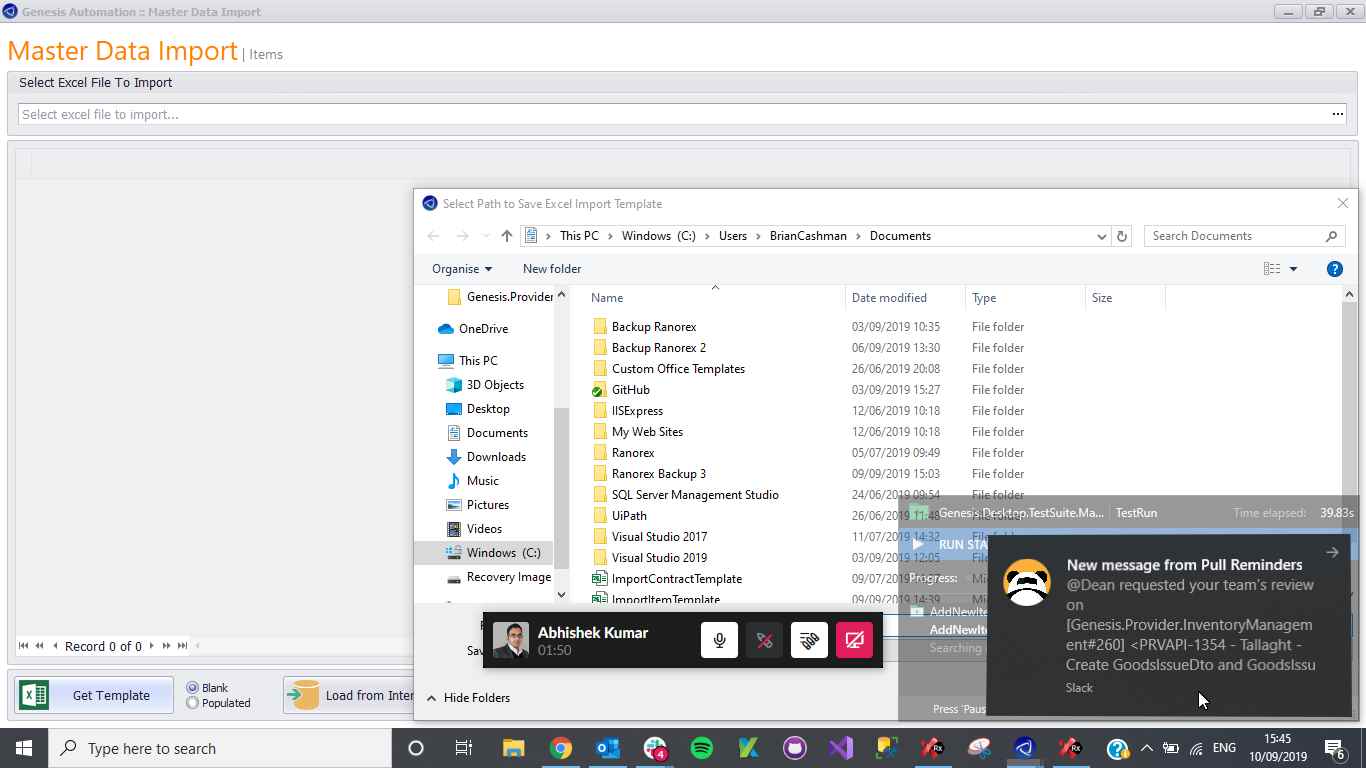 Genesis Automation :: Master Data Import
Master Data Import | Items
Select Excel File To Import
Select excel file to import...
...
Select Path to Save Excel Import Template
This PC > Windows (C:) > Users > BrianCashman > Documents
Search Documents
Organise
New folder
Name
Date modified
Type
Size
Genesis.Provider
OneDrive
This PC
3D Objects
Desktop
Documents
Downloads
Music
Pictures
Videos
Windows (C:)
Recovery Image
Backup Ranorex 03/09/2019 10:35 File folder
Backup Ranorex 2 06/09/2019 13:30 File folder
Custom Office Templates 26/06/2019 20:08 File folder
GitHub 03/09/2019 15:27 File folder
IISExpress 12/06/2019 10:18 File folder
My Web Sites 12/06/2019 10:18 File folder
Ranorex 05/07/2019 09:49 File folder
Ranorex Backup 3 09/09/2019 15:03 File folder
SQL Server Management Studio 24/06/2019 09:54 File folder
UiPath 26/06/2019 11:48
Visual Studio 2017 11/07/2019 14:32
Visual Studio 2019 03/09/2019 12:05
ImportContractTemplate 09/07/2019
ImportItemTemplate 09/09/2019 14:39
Genesis.Desktop.TestSuite.Ma... TestRun Time elapsed: 39.83s
RUN STA
Progress:
AddNewIte
AddNewIte
Searching
Press 'Paus
New message from Pull Reminders
@Dean requested your team's review
on
[Genesis.Provider.InventoryManagem
ent#260] <PRVAPI-1354 - Tallaght -
Create GoodsIssueDto and GoodsIssu
Slack
Abhishek Kumar
01:50
Sav
Hide Folders
Record 0 of 0
Get Template
Blank
Populated
Load from Inter
Type here to search
4
Rx
Rx
ENG
15:45
10/09/2019
6